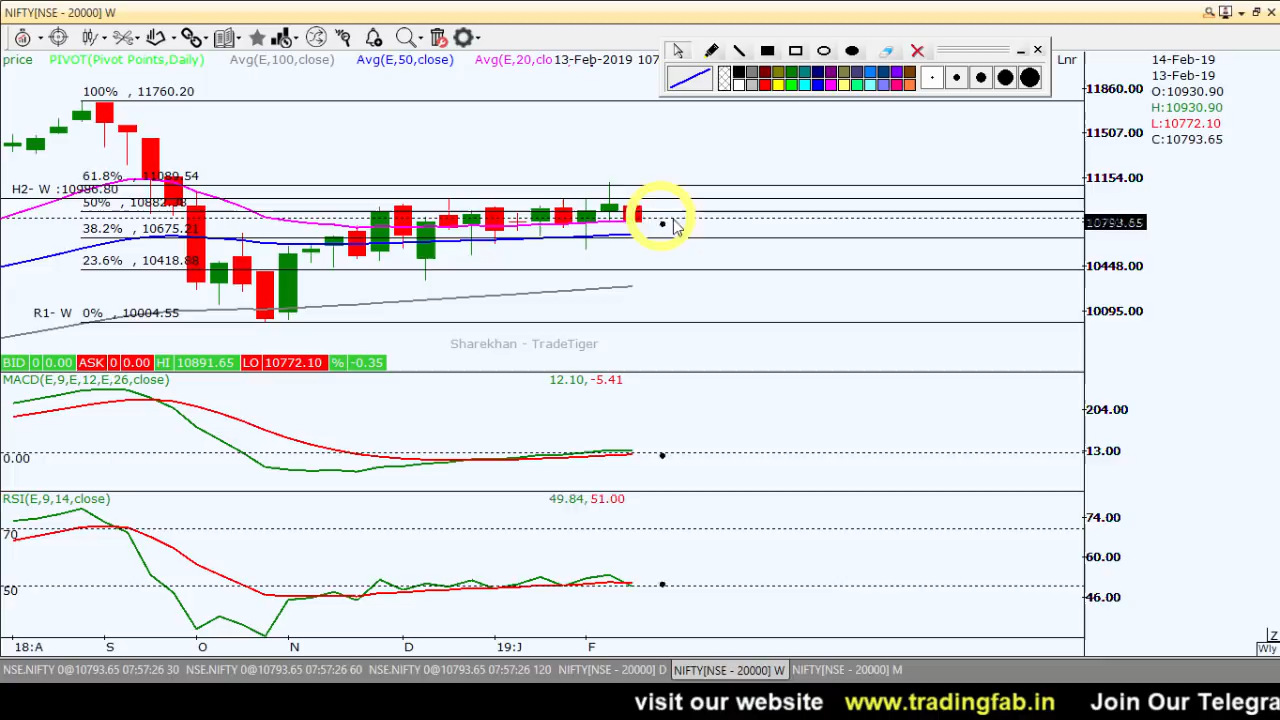 NIFTY[NSE - 20000] W
price PIVOT(Pivot Points,Daily) Avg(E,100,close) Avg(E,50,close) Avg(E,20,clo 13-Feb-2019 107
Lnr
14-Feb-19
13-Feb-19
O:10930.90
H:10930.90
L:10772.10
C:10793.65
100% , 11760.20
61.8% , 11089.54
H2- W :10986.80
50% , 10882.38
38.2% , 10675.21
23.6% , 10418.88
R1- W 0% , 10004.55
11860.00
11507.00
11154.00
10793.65
10448.00
10095.00
Sharekhan - TradeTiger
BID 0 0.00 ASK 0 0.00 HI 10891.65 LO 10772.10 % -0.35
MACD(E,9,E,12,E,26,close) 12.10, -5.41
204.00
13.00
0.00
RSI(E,9,14,close) 49.84, 51.00
74.00
70
60.00
50
46.00
18:A S O N D 19:J F
Z
Wly
NSE.NIFTY 0@10793.65 07:57:26 30 NSE.NIFTY 0@10793.65 07:57:26 60 NSE.NIFTY 0@10793.65 07:57:26 120 NIFTY[NSE - 20000] D NIFTY[NSE - 20000] W NIFTY[NSE - 20000] M
visit our website www.tradingfab.in Join Our Telegra